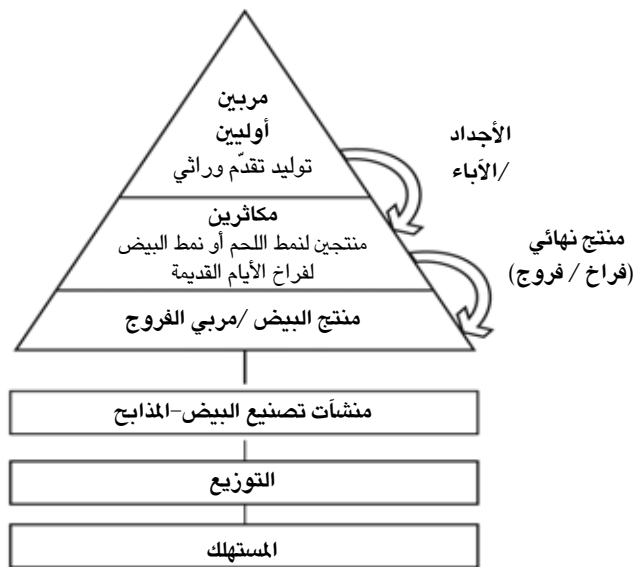 مربين
أوليين
توليد تقدّم وراثي
الأجداد
/الآباء
مكاثرين
منتجين لنمط اللحم أو نمط البيض
لفراخ الأيام القديمة
منتج نهائي
(فراخ / فروج)
منتج البيض /مربي الفروج
منشآت تصنيع البيض-المذابح
التوزيع
المستهلك